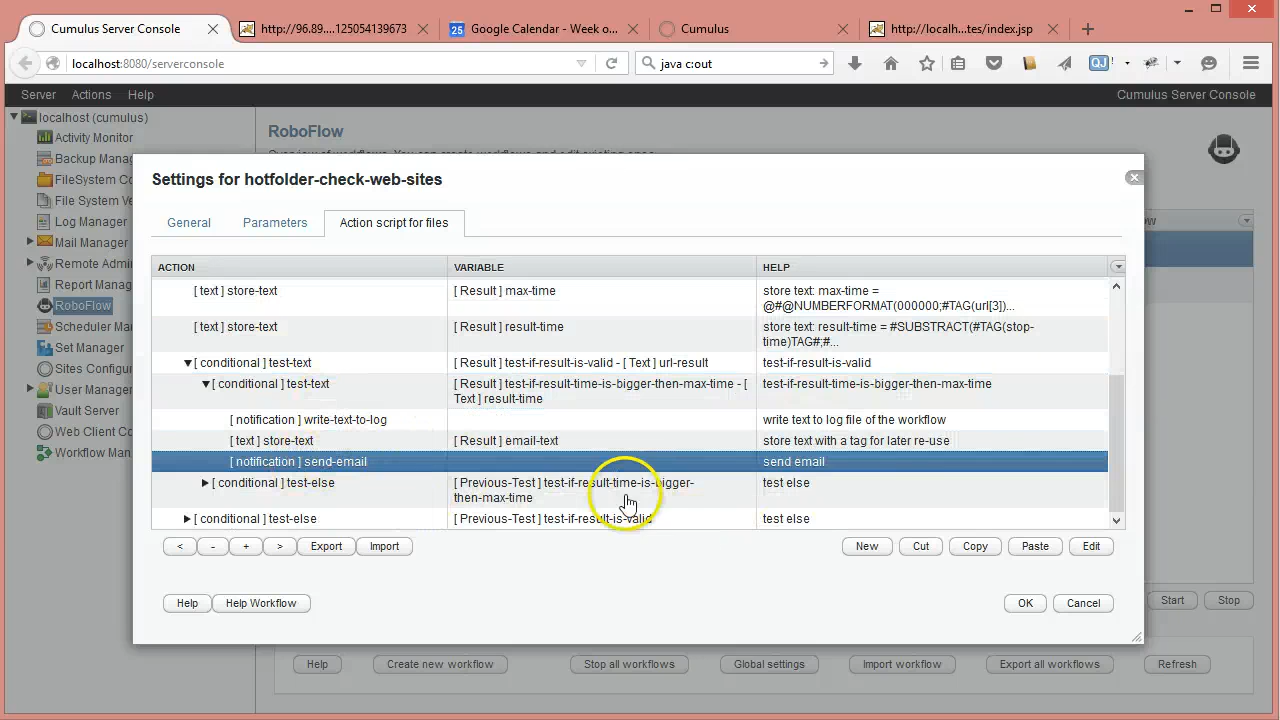 Cumulus Server Console
http://96.89....125054139673
25 Google Calendar - Week o...
Cumulus
http://localh...tes/index.jsp
localhost:8080/serverconsole
java c:out
QJ
Server Actions Help
Cumulus Server Console
localhost (cumulus)
Activity Monitor
Backup Manag
FileSystem Co
File System Ve
Log Manager
Mail Manager
Remote Admi
Report Manag
RoboFlow
Scheduler Ma
Set Manager
Sites Configur
User Manager
Vault Server
Web Client Co
Workflow Man
RoboFlow
Settings for hotfolder-check-web-sites
General Parameters Action script for files
ACTION VARIABLE HELP
[ text ] store-text [ Result ] max-time store text: max-time =
@#@NUMBERFORMAT(000000;#TAG(url[3])...
[ text ] store-text [ Result ] result-time store text: result-time = #SUBSTRACT(#TAG(stop-
time)TAG#;#...
[ conditional ] test-text [ Result ] test-if-result-is-valid - [ Text ] url-result test-if-result-is-valid
[ conditional ] test-text [ Result ] test-if-result-time-is-bigger-then-max-time - [ test-if-result-time-is-bigger-then-max-time
Text ] result-time
[ notification ] write-text-to-log write text to log file of the workflow
[ text ] store-text [ Result ] email-text store text with a tag for later re-use
[ notification ] send-email send email
[ conditional ] test-else [ Previous-Test ] test-if-result-time-is-bigger- test else
then-max-time
[ conditional ] test-else [ Previous-Test ] test-if-result-is-valid test else
< - + > Export Import New Cut Copy Paste Edit
Help Help Workflow OK Cancel
Start Stop
Help Create new workflow Stop all workflows Global settings Import workflow Export all workflows Refresh